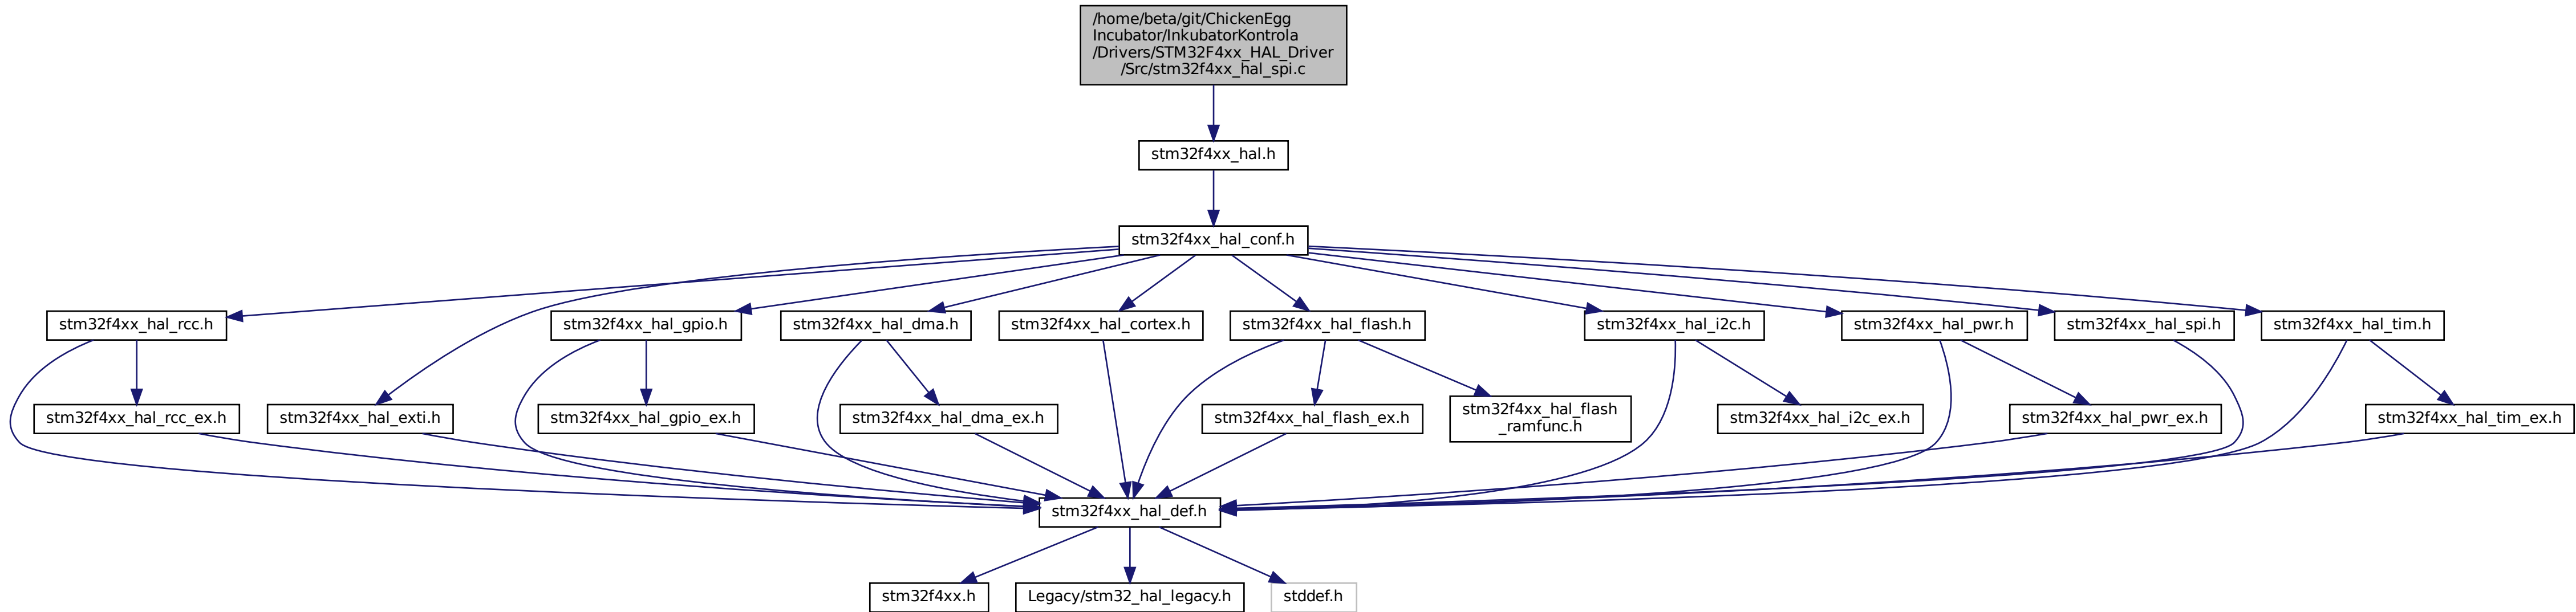 /home/beta/git/ChickenEgg
Incubator/InkubatorKontrola
/Drivers/STM32F4xx_HAL_Driver
/Src/stm32f4xx_hal_spi.c
stm32f4xx_hal.h
stm32f4xx_hal_conf.h
stm32f4xx_hal_rcc.h
stm32f4xx_hal_gpio.h
stm32f4xx_hal_dma.h
stm32f4xx_hal_cortex.h
stm32f4xx_hal_flash.h
stm32f4xx_hal_i2c.h
stm32f4xx_hal_pwr.h
stm32f4xx_hal_spi.h
stm32f4xx_hal_tim.h
stm32f4xx_hal_rcc_ex.h
stm32f4xx_hal_exti.h
stm32f4xx_hal_gpio_ex.h
stm32f4xx_hal_dma_ex.h
stm32f4xx_hal_flash_ex.h
stm32f4xx_hal_flash
_ramfunc.h
stm32f4xx_hal_i2c_ex.h
stm32f4xx_hal_pwr_ex.h
stm32f4xx_hal_tim_ex.h
stm32f4xx_hal_def.h
stm32f4xx.h
Legacy/stm32_hal_legacy.h
stddef.h